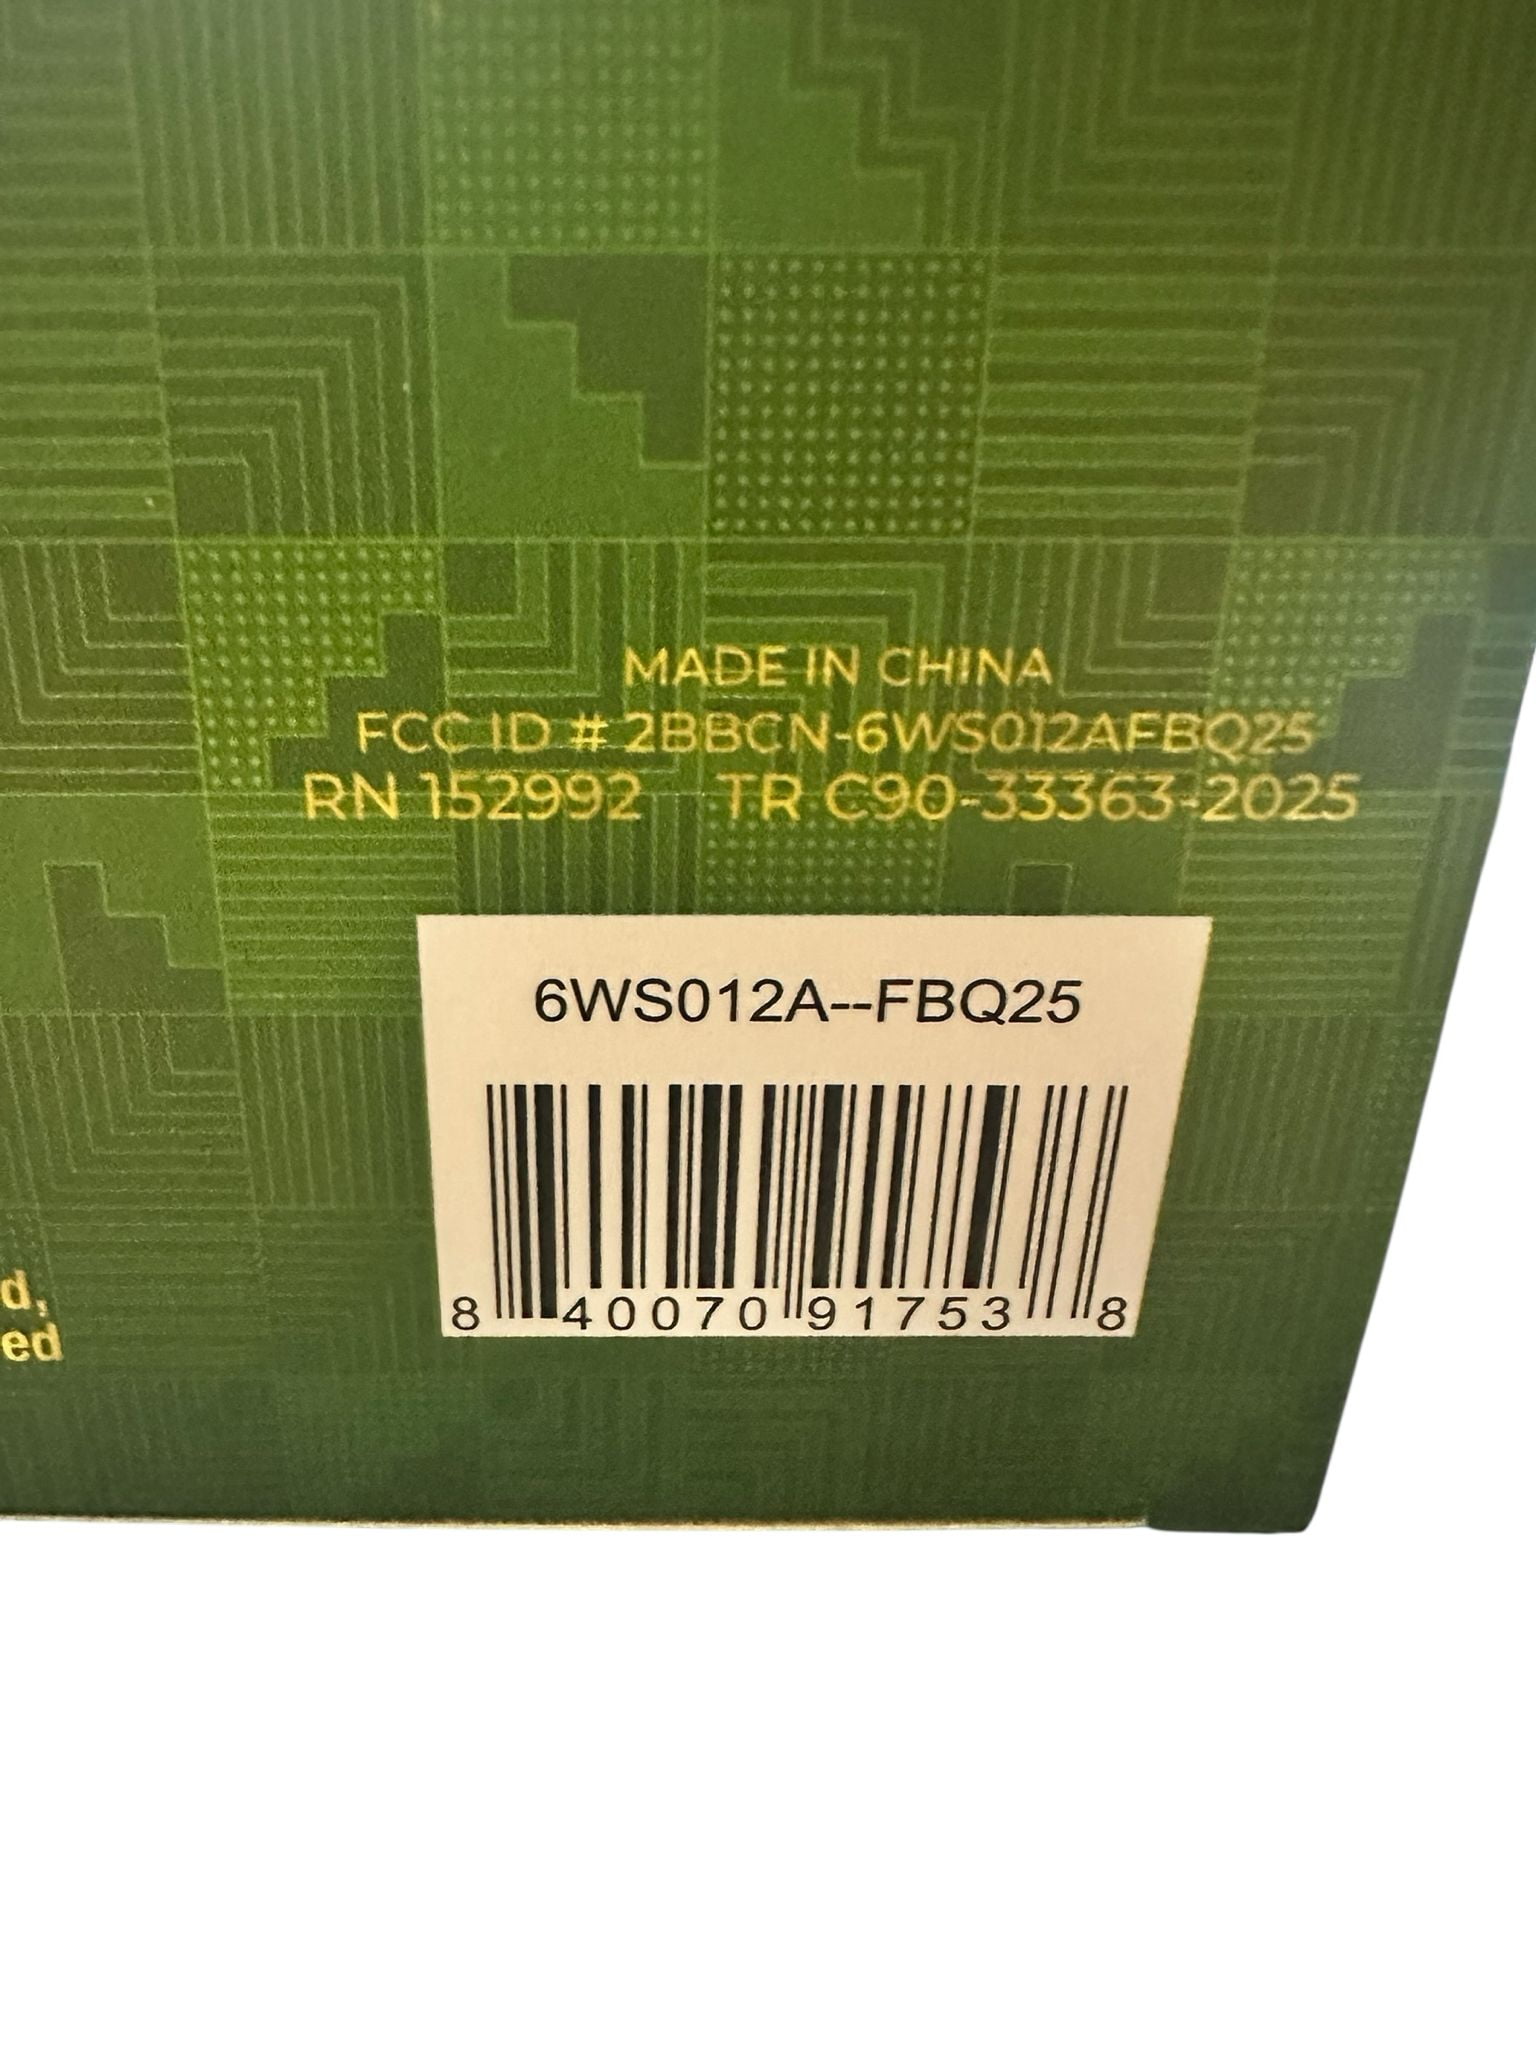 MADE IN CHINA
FCC ID # 2BBCN-6WS012AFBQ25
RN 152992 TR C90-33363-2025
6WS012A--FBQ25
8 40070 91753 8
d,
ed